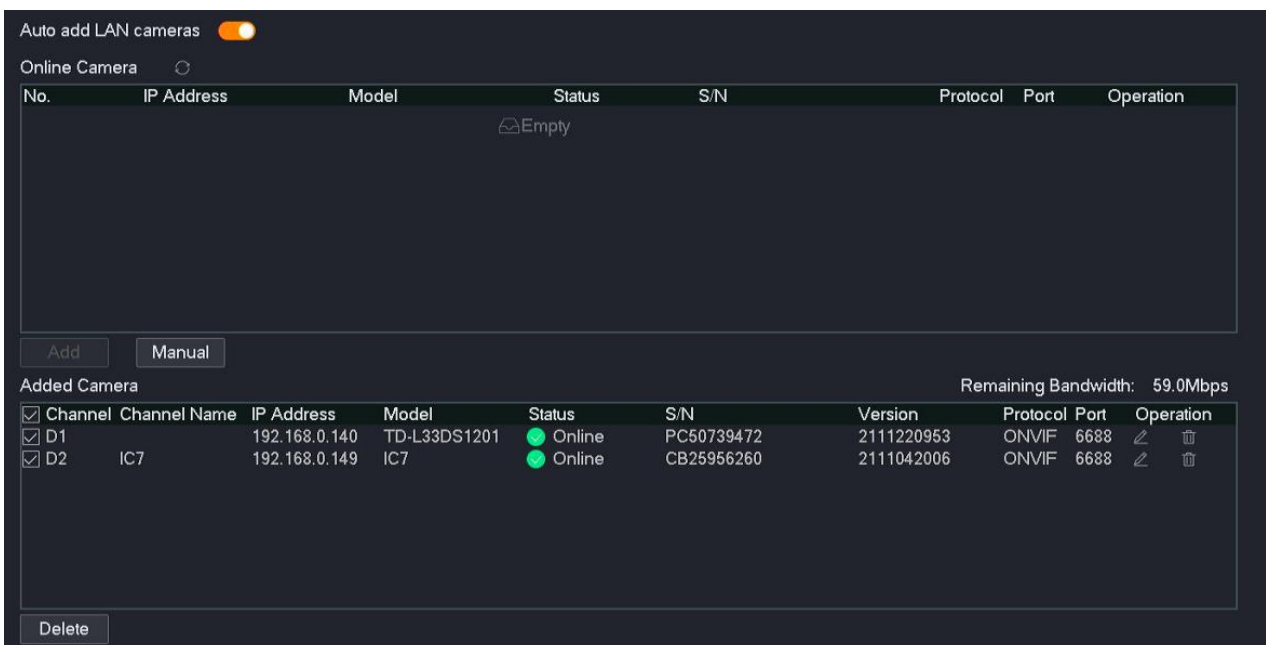 Auto add LAN cameras
Online Camera
No. IP Address Model Status S/N Protocol Port Operation
Empty
Add Manual
Added Camera Remaining Bandwidth: 59.0Mbps
Channel Channel Name IP Address Model Status S/N Version Protocol Port Operation
D1 192.168.0.140 TD-L33DS1201 Online PC50739472 2111220953 ONVIF 6688
D2 IC7 192.168.0.149 IC7 Online CB25956260 2111042006 ONVIF 6688
Delete